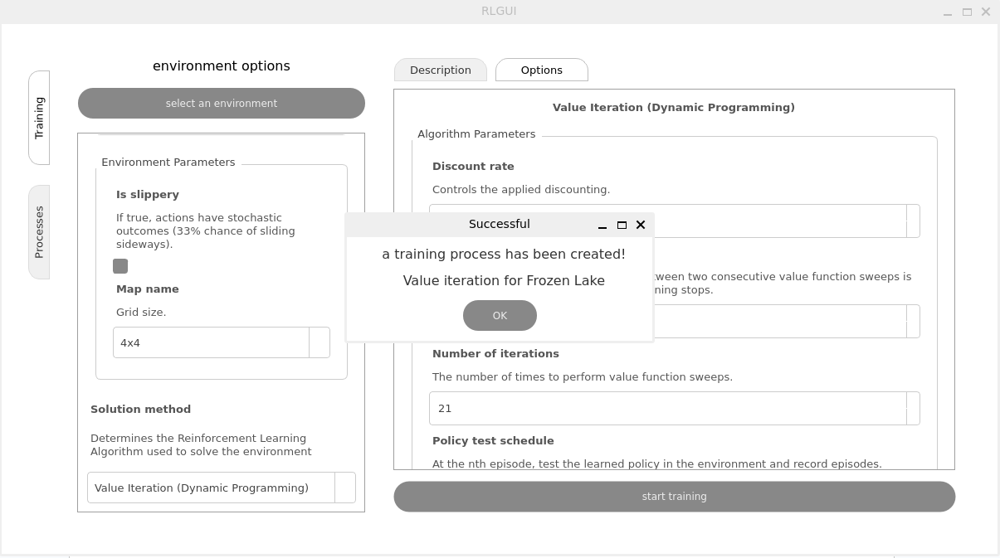 RLGUI
Training
Processes
environment options
select an environment
Environment Parameters
Is slippery
If true, actions have stochastic
outcomes (33% chance of sliding
sideways).
Map name
Grid size.
4x4
Solution method
Determines the Reinforcement Learning
Algorithm used to solve the environment
Value Iteration (Dynamic Programming)
Description
Options
Value Iteration (Dynamic Programming)
Algorithm Parameters
Discount rate
Controls the applied discounting.
Successful
a training process has been created!
Value iteration for Frozen Lake
OK
two consecutive value function sweeps is
stops.
Number of iterations
The number of times to perform value function sweeps.
21
Policy test schedule
At the nth episode, test the learned policy in the environment and record episodes.
start training